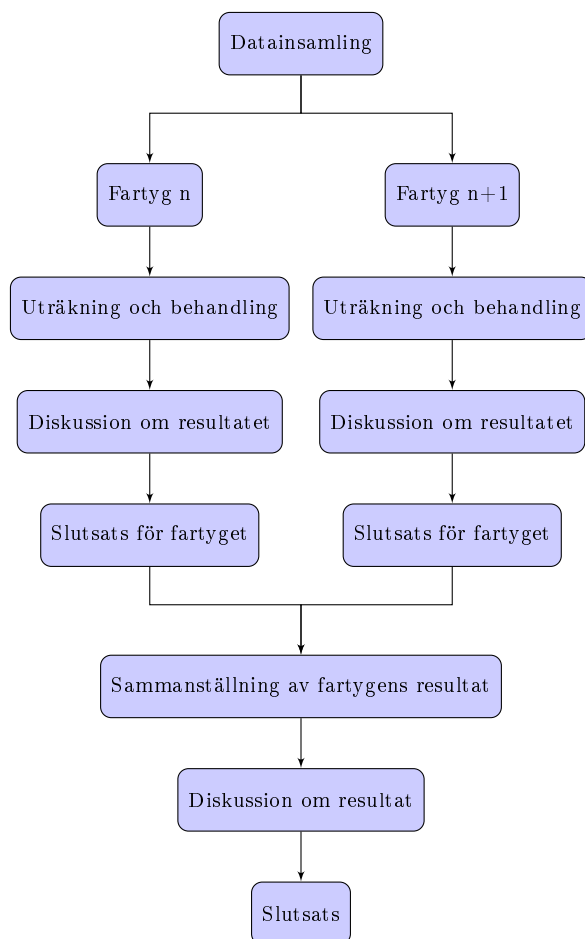 Datainsamling
Fartyg n
Fartyg n+1
Uträkning och behandling
Uträkning och behandling
Diskussion om resultatet
Diskussion om resultatet
Slutsats för fartyget
Slutsats för fartyget
Sammanställning av fartygens resultat
Diskussion om resultat
Slutsats